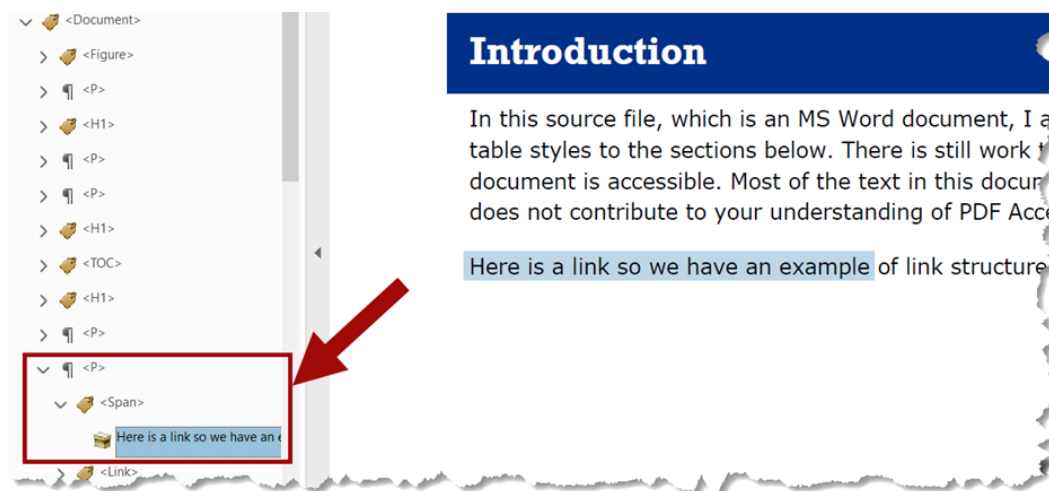 <Document>
<Figure>
<P>
<H1>
<P>
<P>
<H1>
<TOC>
<H1>
<P>
<P>
<Span>
Here is a link so we have an
<Link>
Introduction
In this source file, which is an MS Word document, I
table styles to the sections below. There is still work
document is accessible. Most of the text in this
does not contribute to your understanding of PDF
Here is a link so we have an example of link structure